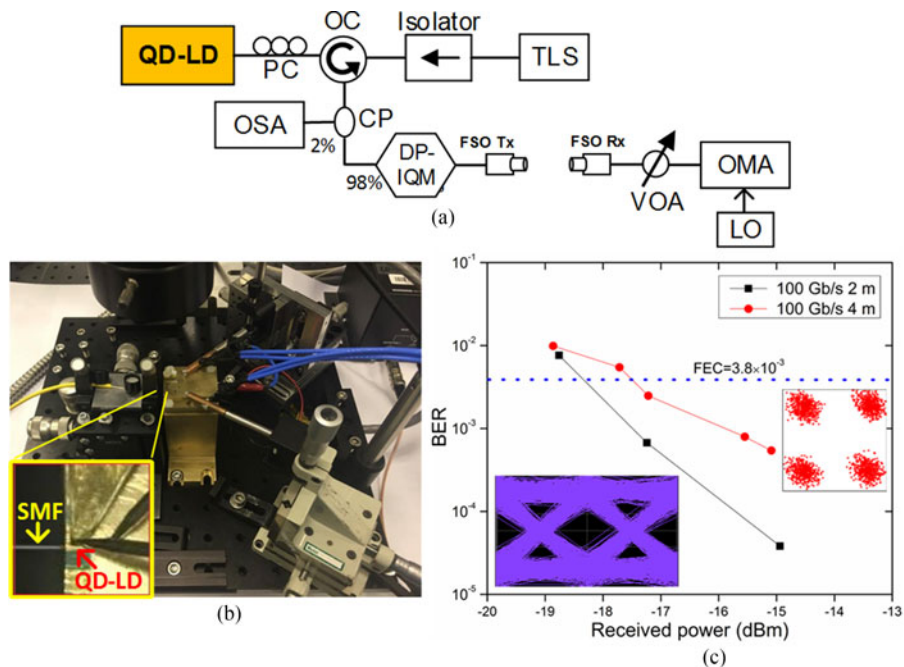 OC
Isolator
QD-LD
PC
TLS
OSA
2%
CP
98%
DP-
IQM
FSO Tx
FSO Rx
VOA
OMA
LO
(a)
SMF
QD-LD
(b)
10⁻¹
10⁻²
10⁻³
10⁻⁴
10⁻⁵
BER
100 Gb/s 2 m
100 Gb/s 4 m
FEC=3.8×10⁻³
-20 -19 -18 -17 -16 -15 -14 -13
Received power (dBm)
(c)